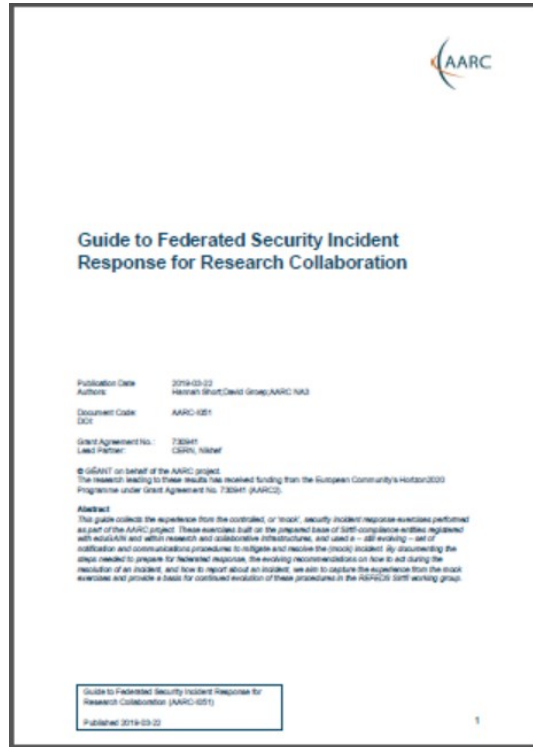 AARC
Guide to Federated Security Incident
Response for Research Collaboration
Publication Date 2019-03-22
Authors: Hannah Short;David Groep;AARC NA3
Document Code: AARC-I051
DOI:
Grant Agreement No.: 730941
Lead Partner: CERN, Nikhef
© GÉANT on behalf of the AARC project.
The research leading to these results has received funding from the European Community's Horizon2020
Programme under Grant Agreement No. 730941 (AARC2).
Abstract
This guide collects the experience from the controlled, or 'mock', security incident response exercises performed
as part of the AARC project. These exercises built on the prepared base of Sirtfi-compliance entities registered
with eduGAIN and within research and collaborative infrastructures, and used a – still evolving – set of
notification and communications procedures to mitigate and resolve the (mock) incident. By documenting the
steps needed to prepare for federated response, the evolving recommendations on how to act during the
resolution of an incident, and how to report about an incident, we aim to capture the experience from the mock
exercises and provide a basis for continued evolution of these procedures in the REFEDS Sirtfi working group.
Guide to Federated Security Incident Response for
Research Collaboration (AARC-I051)
Published 2019-03-22
1